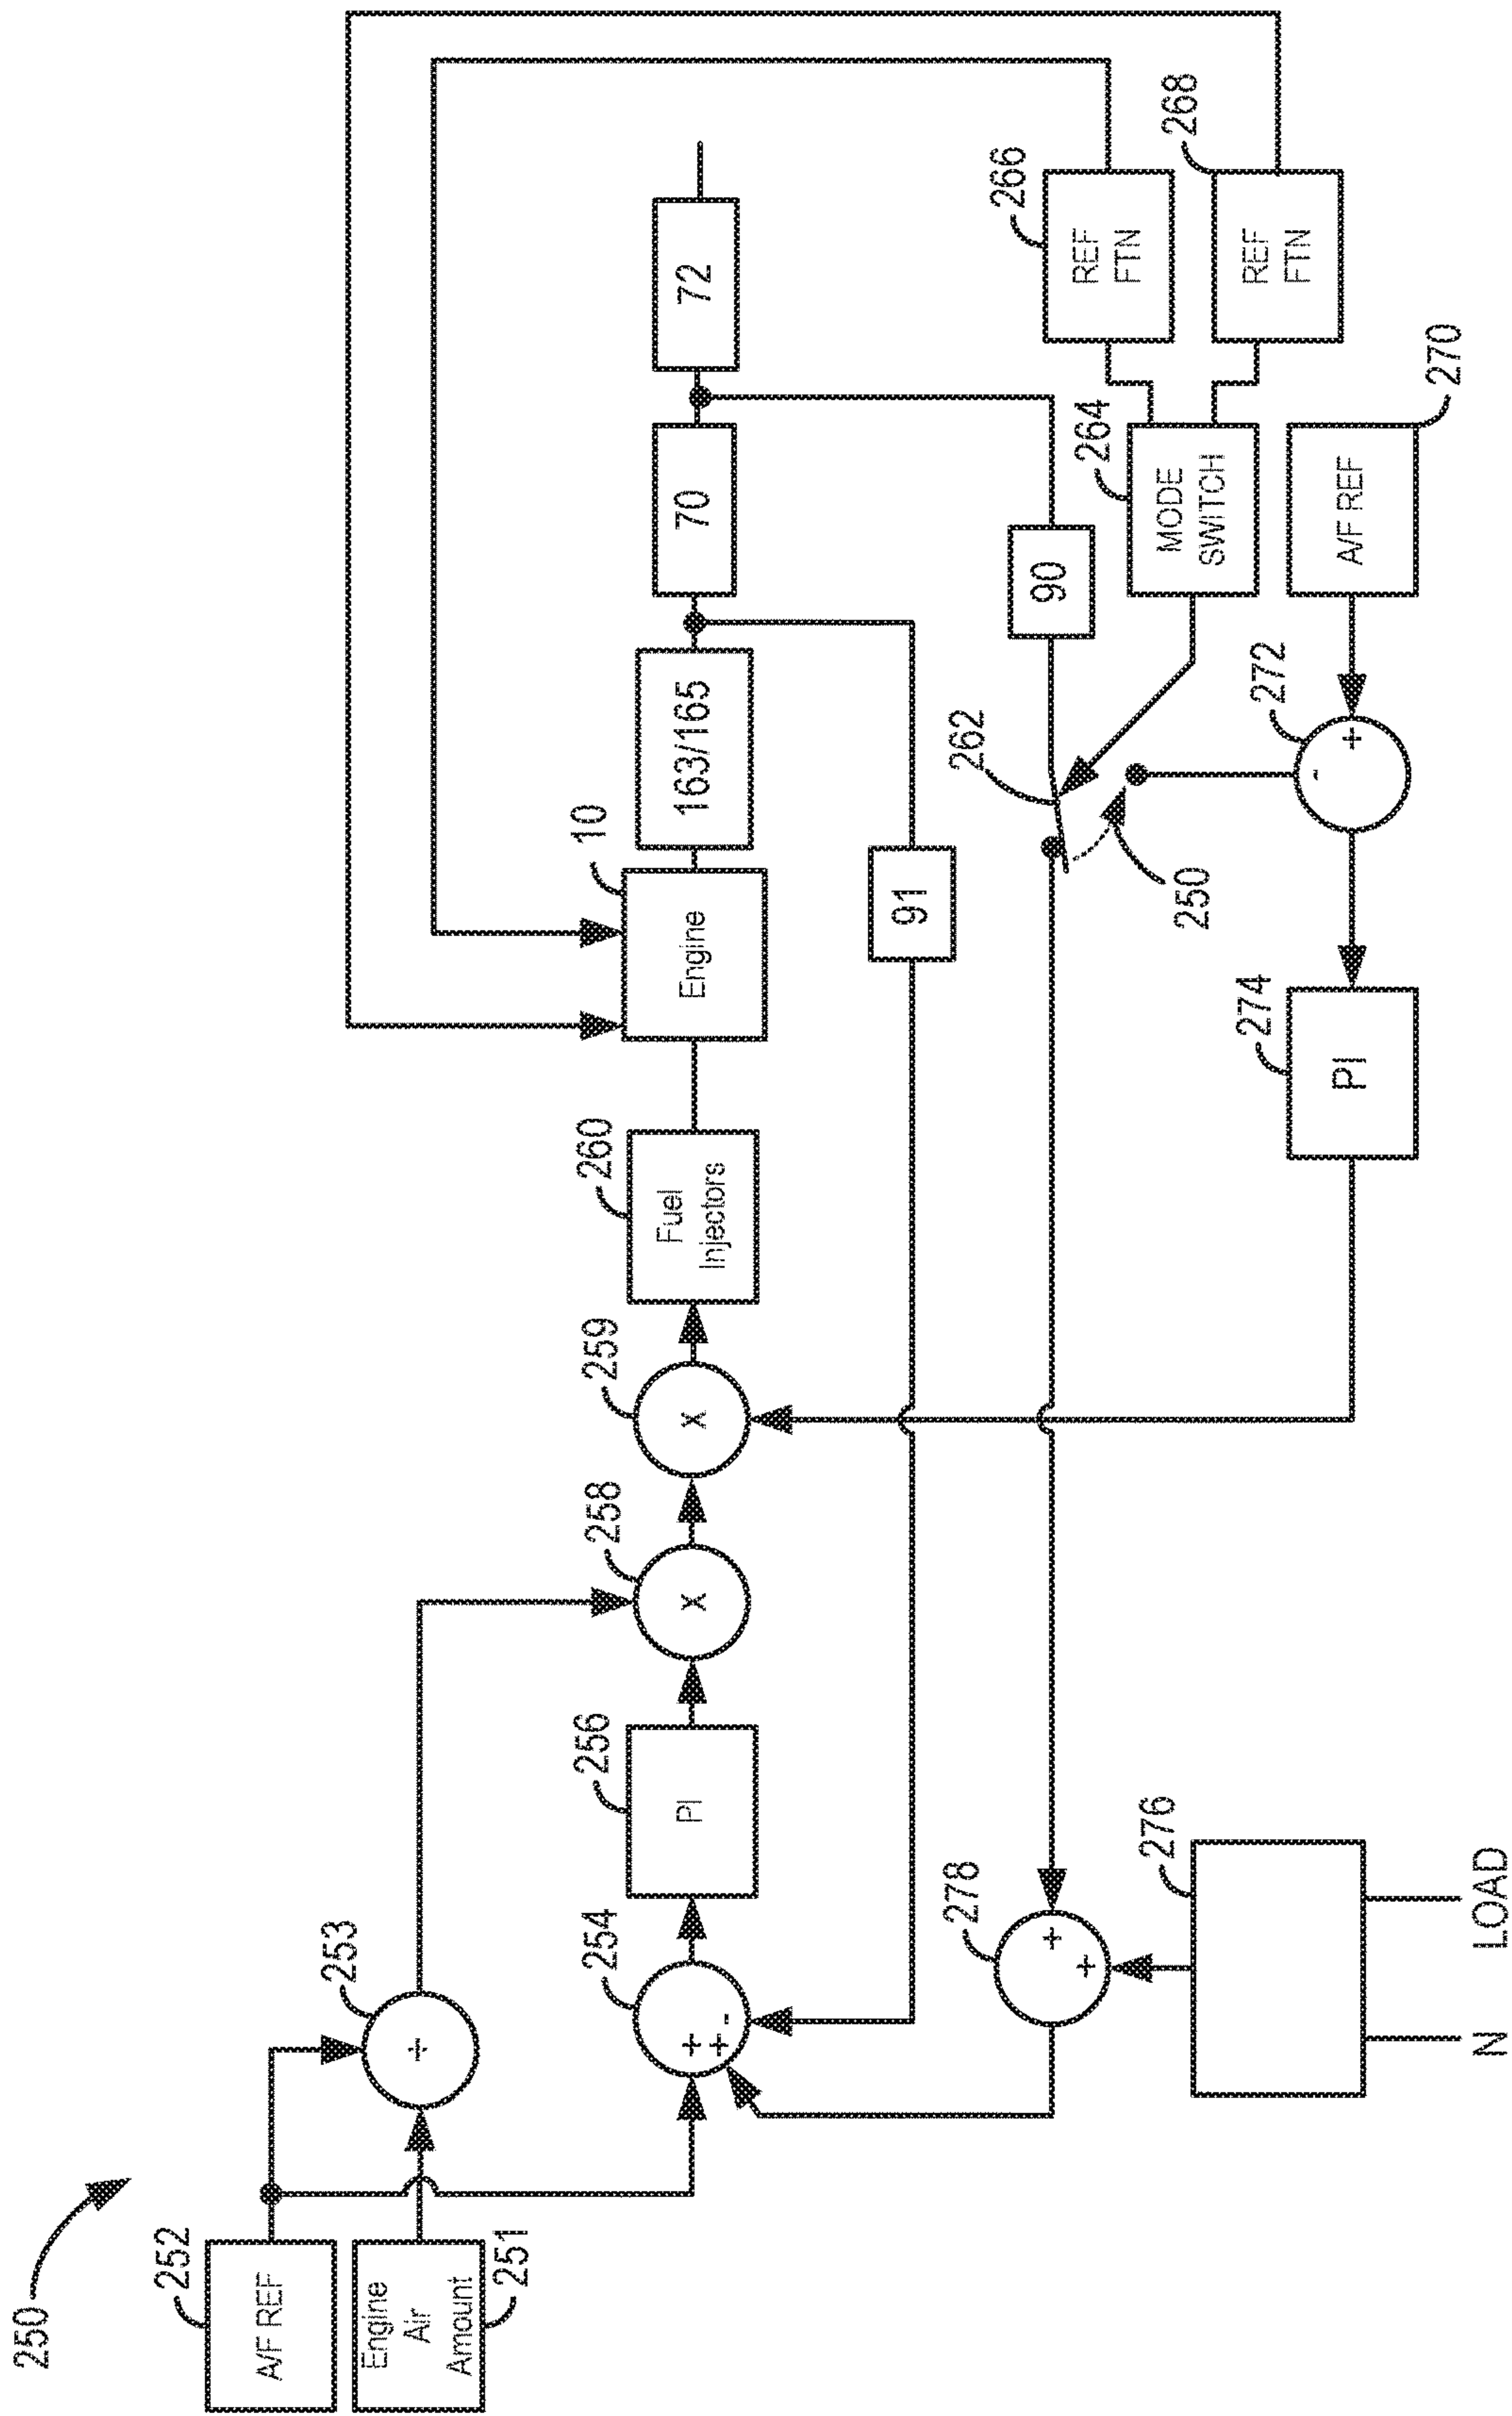 250
252
A/F REF
Engine
Air
Amount
251
253
÷
254
+
+
-
256
PI
258
X
259
X
260
Fuel
Injectors
10
Engine
163/165
70
72
91
90
262
250
264
MODE
SWITCH
266
REF
FTN
268
REF
FTN
270
A/F REF
272
+
-
274
PI
276
278
+
+
N
LOAD